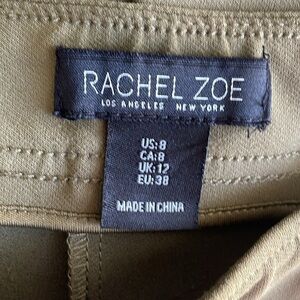 RACHEL ZOE
LOS ANGELES NEW YORK
US:8
CA:8
UK:12
EU:38
MADE IN CHINA